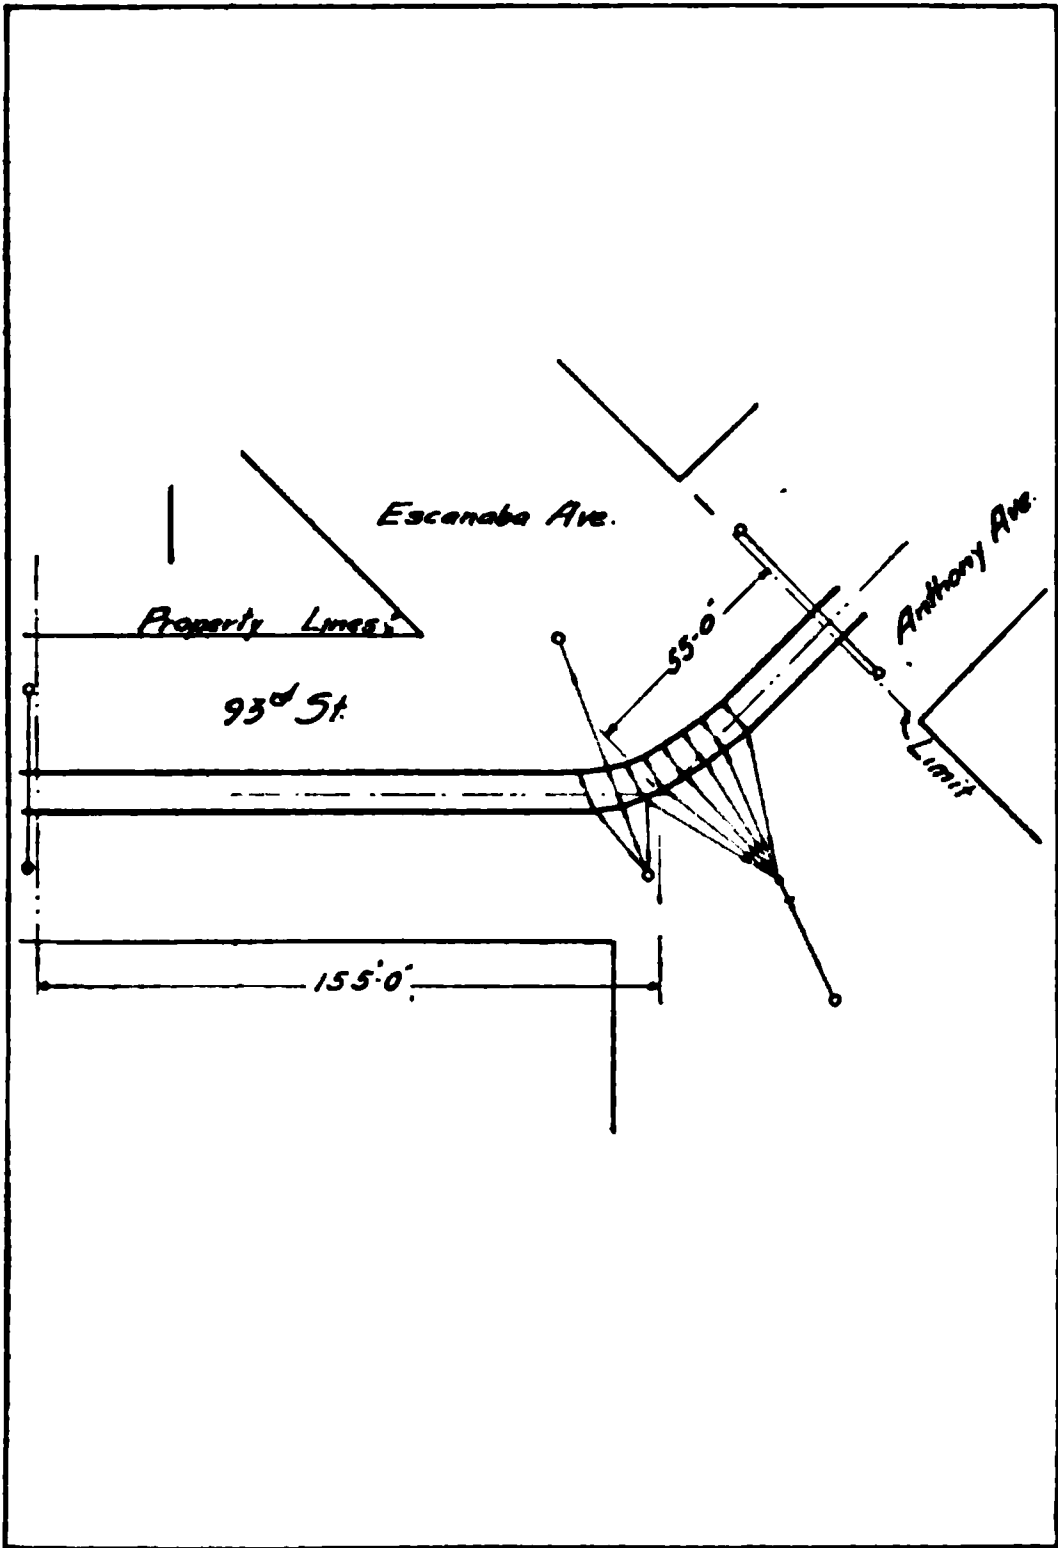 Escanaba Ave.
Anthony Ave.
Property Lines
55'-0"
93rd St.
Limit
155'-0"